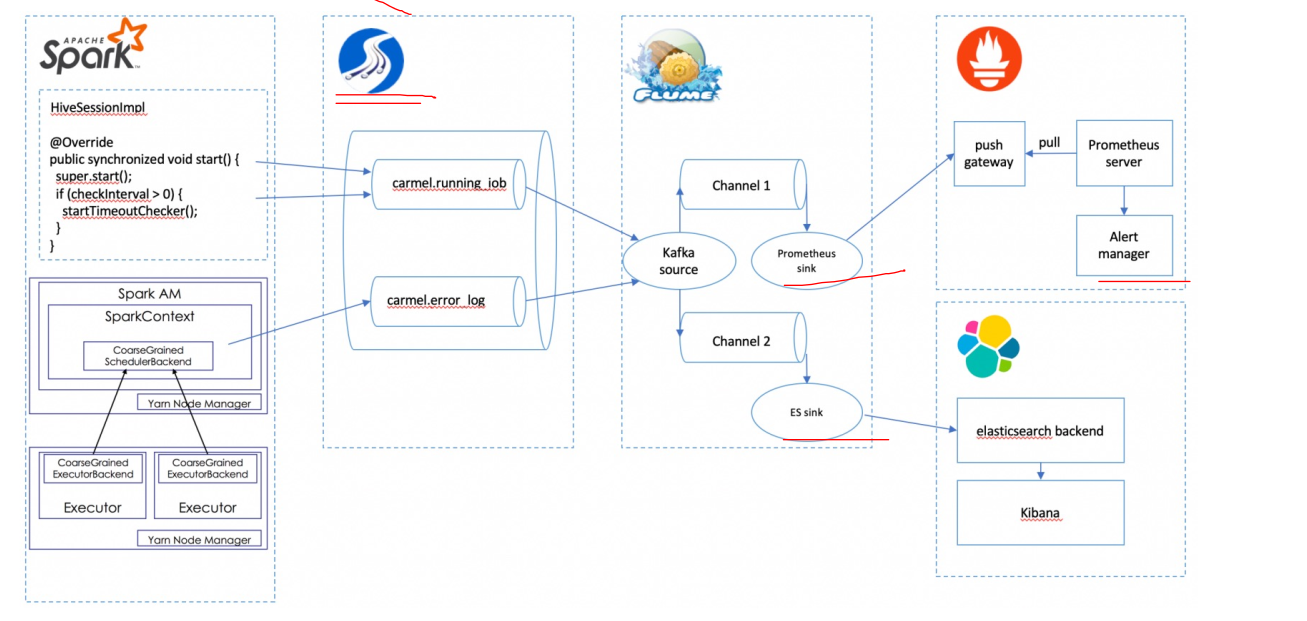 APACHE
Spark
TM
HiveSessionImpl
@Override
public synchronized void start() {
super.start();
if (checkInterval > 0) {
startTimeoutChecker();
}
}
Spark AM
SparkContext
CoarseGrained
SchedulerBackend
Yarn Node Manager
CoarseGrained
ExecutorBackend
Executor
CoarseGrained
ExecutorBackend
Executor
Yarn Node Manager
carmel.running_job
carmel.error_log
FLUME
Kafka
source
Channel 1
Prometheus
sink
Channel 2
ES sink
push
gateway
pull
Prometheus
server
Alert
manager
elasticsearch backend
Kibana